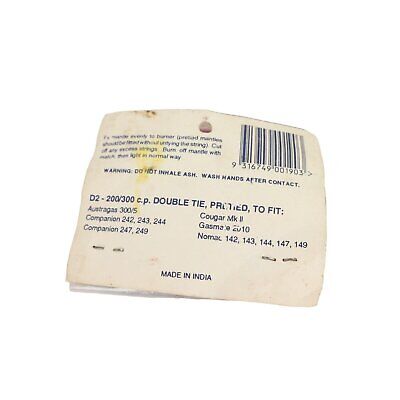 mantle evenly to burner (pretied mantles
should be fitted without untying the string) Cut
off any excess strings. Burn off mantle with
match, then light in normal way
9 316749 001903 >
WARNING: DO NOT INHALE ASH. WASH HANDS AFTER CONTACT.
D2 - 200/300 c.p. DOUBLE TIE, PRETIED, TO FIT:
Austragas 300/5
Companion 242, 243, 244
Companion 247, 249
Cougar Mk II
Gasmate 2010
Nomad 142, 143, 144, 147, 149
MADE IN INDIA